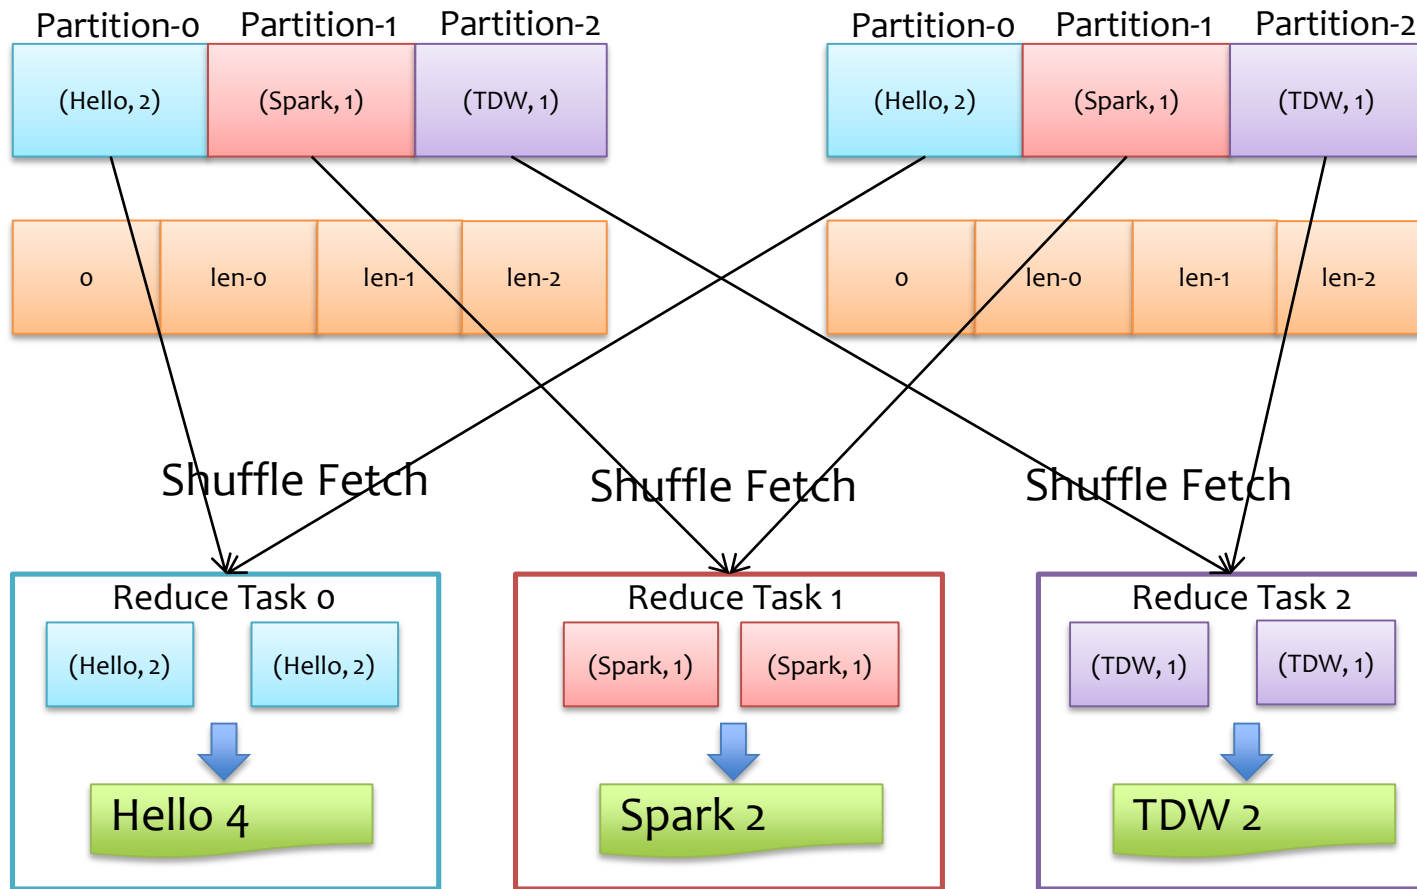 Partition-0 Partition-1 Partition-2
(Hello, 2) (Spark, 1) (TDW, 1)
0 len-0 len-1 len-2
Partition-0 Partition-1 Partition-2
(Hello, 2) (Spark, 1) (TDW, 1)
0 len-0 len-1 len-2
Shuffle Fetch
Shuffle Fetch
Shuffle Fetch
Reduce Task 0
(Hello, 2) (Hello, 2)
Hello 4
Reduce Task 1
(Spark, 1) (Spark, 1)
Spark 2
Reduce Task 2
(TDW, 1) (TDW, 1)
TDW 2